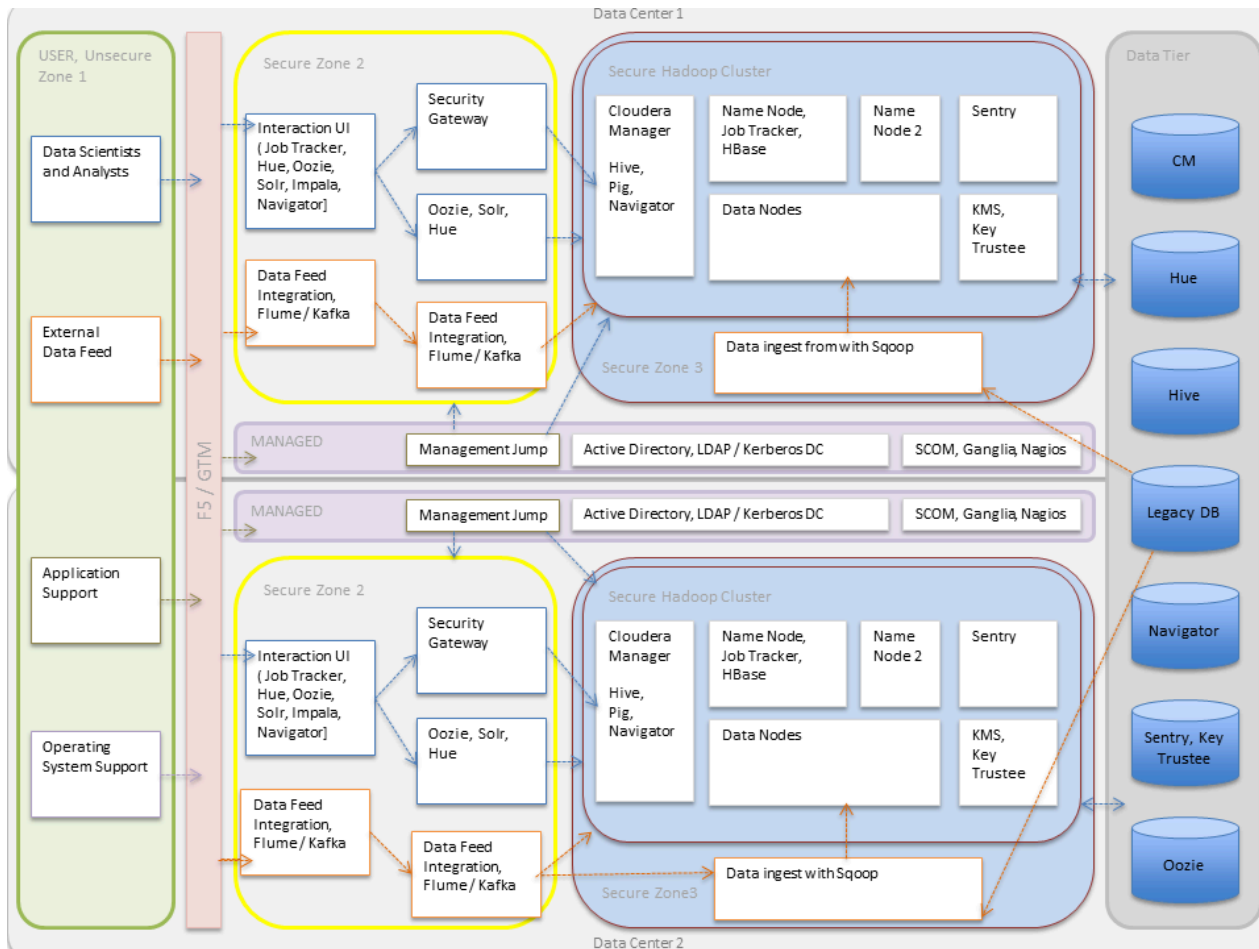 Data Center 1
USER, Unsecure
Zone 1
Data Scientists
and Analysts
External
Data Feed
Application
Support
Operating
System Support
F5 / GTM
Secure Zone 2
Interaction UI
( Job Tracker,
Hue, Oozie,
Solr, Impala,
Navigator]
Security
Gateway
Oozie, Solr,
Hue
Data Feed
Integration,
Flume / Kafka
Data Feed
Integration,
Flume / Kafka
Secure Hadoop Cluster
Cloudera
Manager
Hive,
Pig,
Navigator
Name Node,
Job Tracker,
HBase
Name
Node 2
Sentry
Data Nodes
KMS,
Key
Trustee
Data ingest from with Sqoop
Secure Zone 3
MANAGED
Management Jump
Active Directory, LDAP / Kerberos DC
SCOM, Ganglia, Nagios
MANAGED
Management Jump
Active Directory, LDAP / Kerberos DC
SCOM, Ganglia, Nagios
Secure Zone 2
Interaction UI
( Job Tracker,
Hue, Oozie,
Solr, Impala,
Navigator]
Security
Gateway
Oozie, Solr,
Hue
Data Feed
Integration,
Flume / Kafka
Data Feed
Integration,
Flume / Kafka
Secure Hadoop Cluster
Cloudera
Manager
Hive,
Pig,
Navigator
Name Node,
Job Tracker,
HBase
Name
Node 2
Sentry
Data Nodes
KMS,
Key
Trustee
Data ingest with Sqoop
Secure Zone3
Data Tier
CM
Hue
Hive
Legacy DB
Navigator
Sentry, Key
Trustee
Oozie
Data Center 2